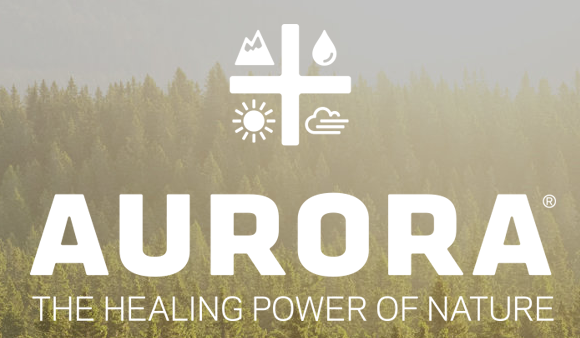 AURORA®
THE HEALING POWER OF NATURE